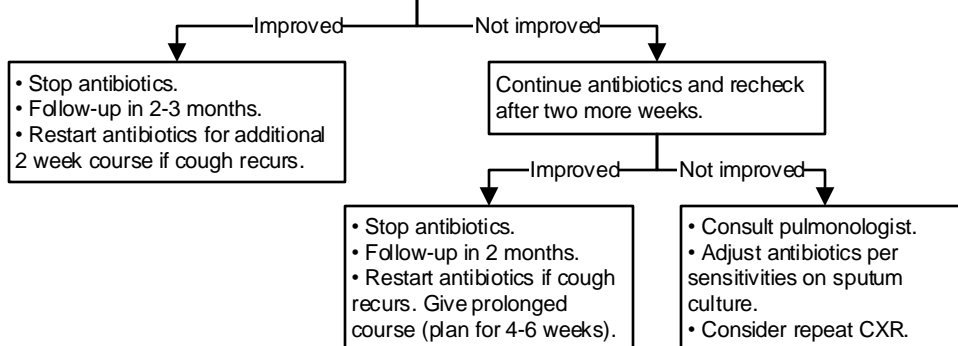 Improved
Not improved
• Stop antibiotics.
• Follow-up in 2-3 months.
• Restart antibiotics for additional
2 week course if cough recurs.
Continue antibiotics and recheck
after two more weeks.
Improved
Not improved
• Stop antibiotics.
• Follow-up in 2 months.
• Restart antibiotics if cough
recurs. Give prolonged
course (plan for 4-6 weeks).
• Consult pulmonologist.
• Adjust antibiotics per
sensitivities on sputum
culture.
• Consider repeat CXR.